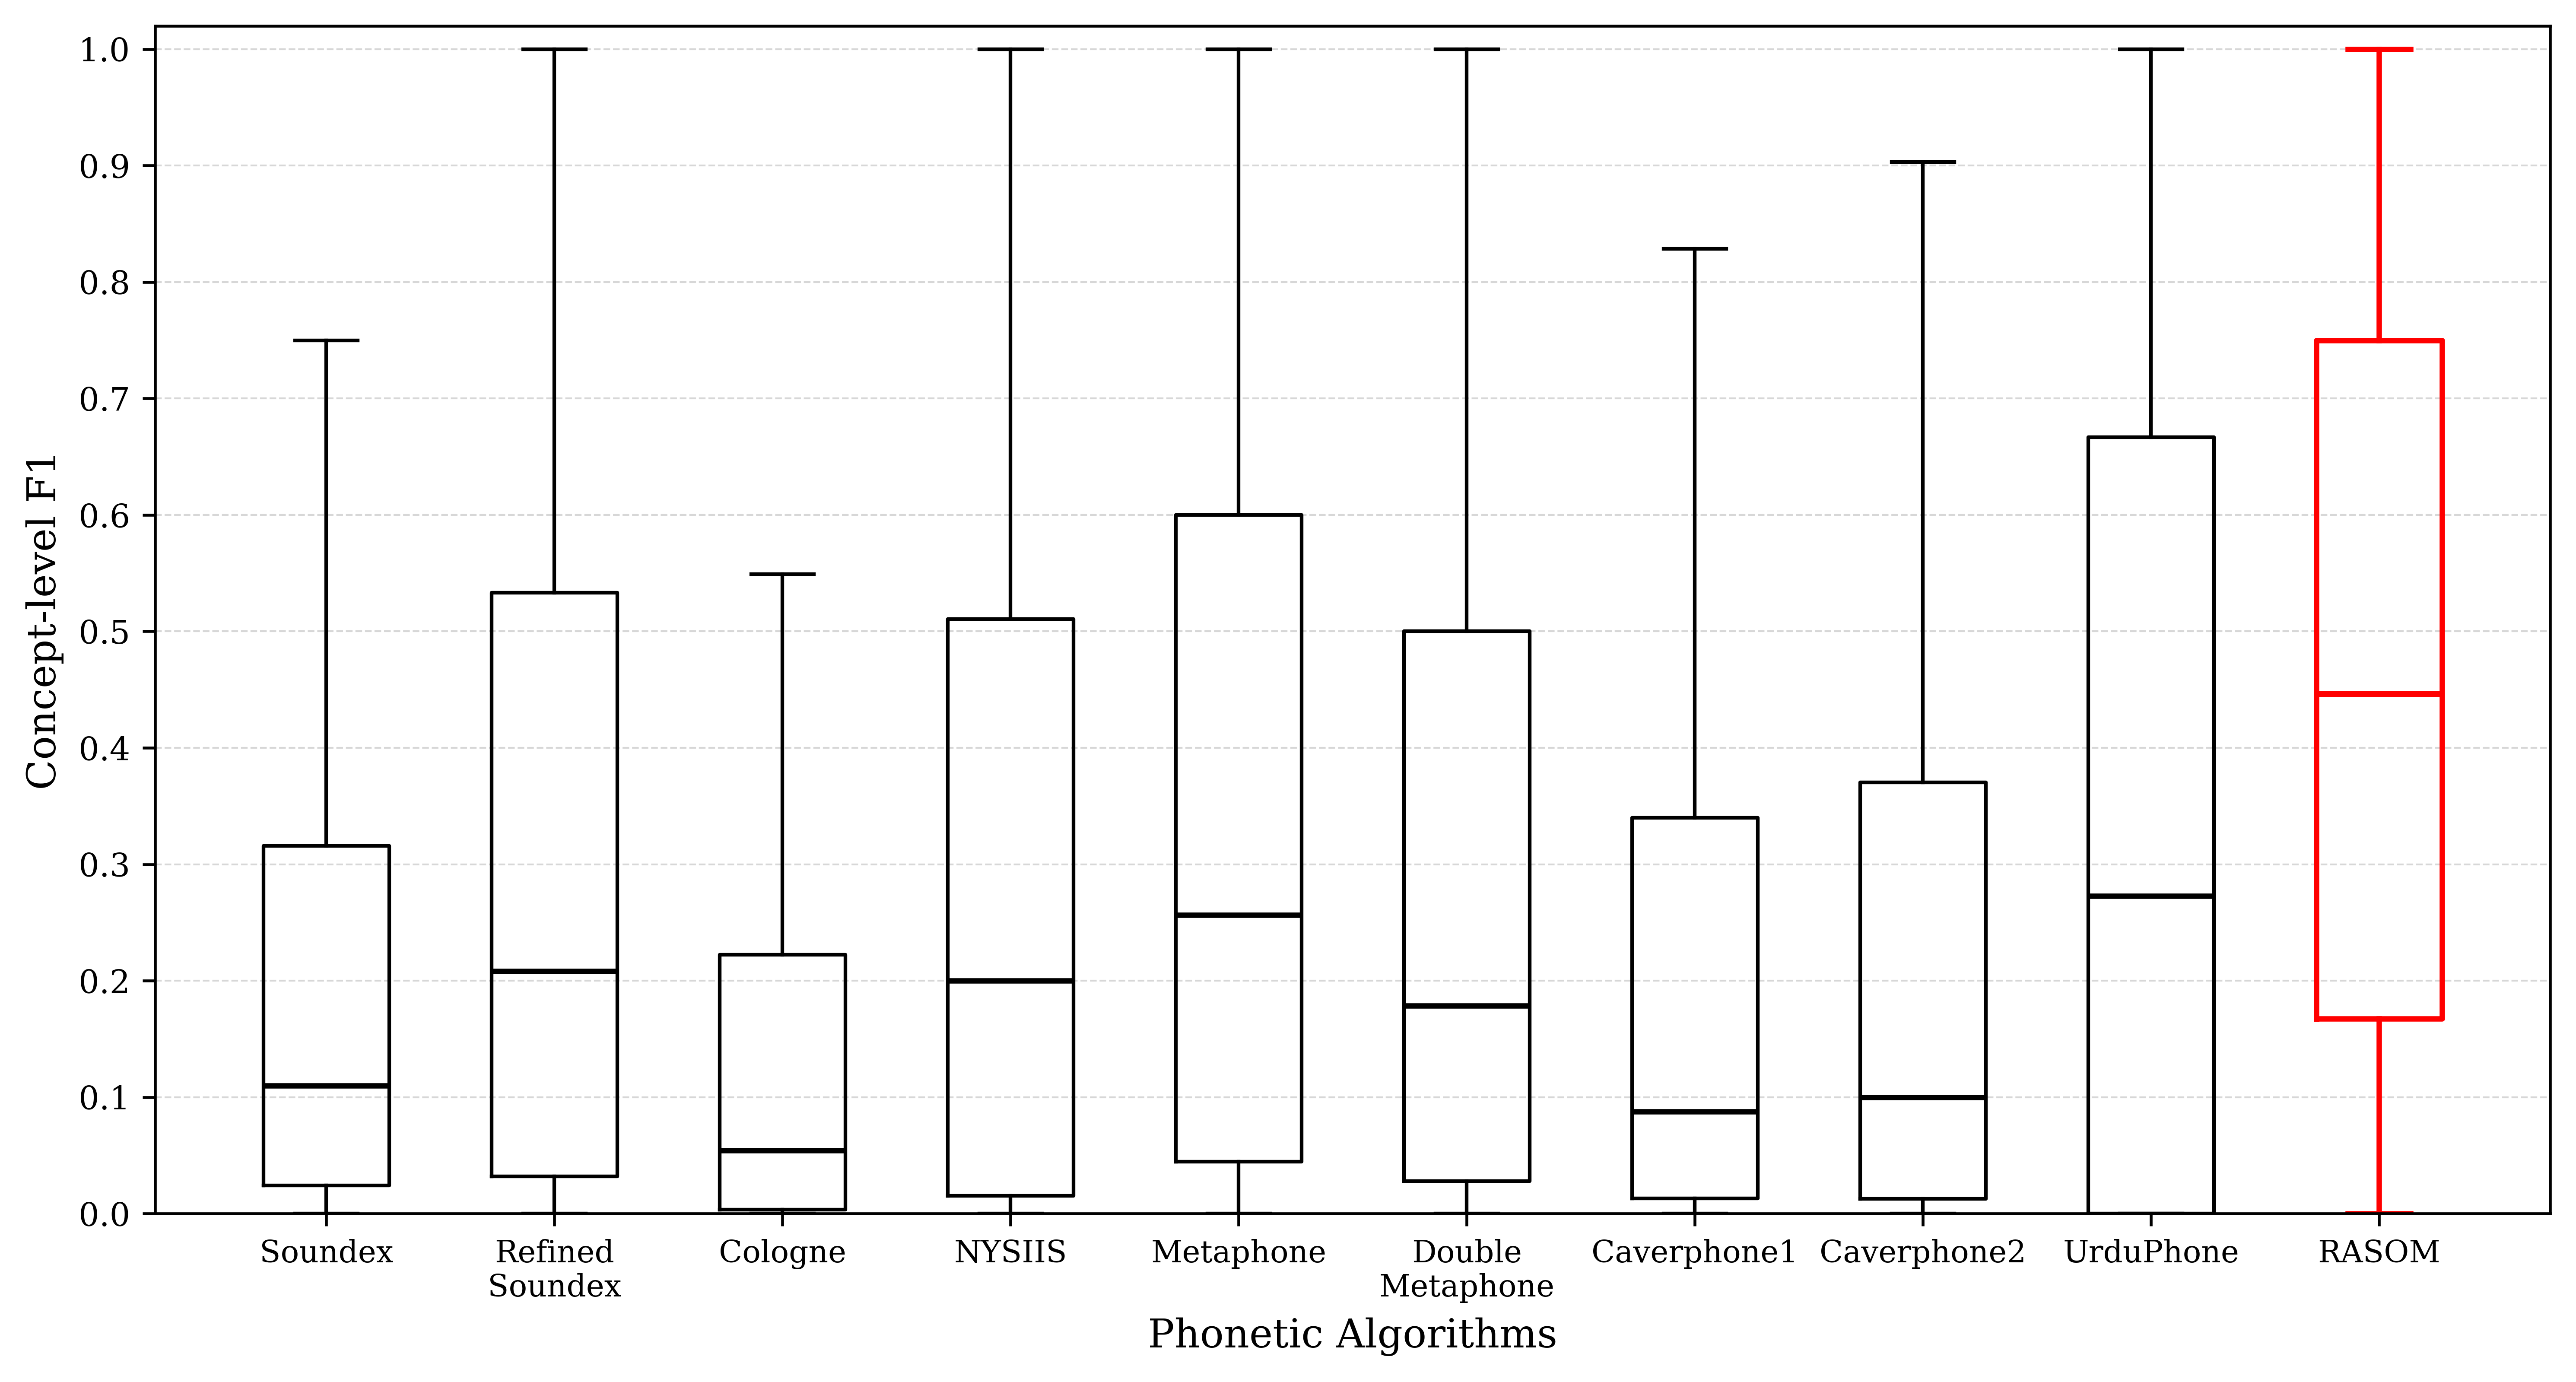 Concept-level F1
1.0
0.9
0.8
0.7
0.6
0.5
0.4
0.3
0.2
0.1
0.0
Soundex
Refined
Soundex
Cologne
NYSIIS
Metaphone
Double
Metaphone
Caverphone1
Caverphone2
UrduPhone
RASOM
Phonetic Algorithms